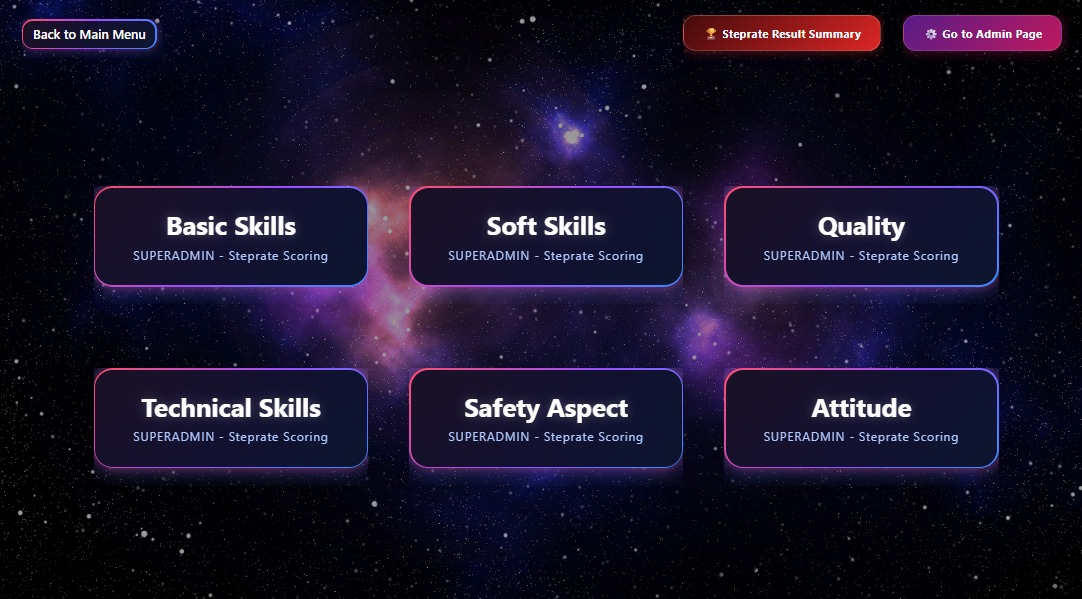 Back to Main Menu
🏆 Steprate Result Summary
⚙️ Go to Admin Page
Basic Skills
SUPERADMIN - Steprate Scoring
Soft Skills
SUPERADMIN - Steprate Scoring
Quality
SUPERADMIN - Steprate Scoring
Technical Skills
SUPERADMIN - Steprate Scoring
Safety Aspect
SUPERADMIN - Steprate Scoring
Attitude
SUPERADMIN - Steprate Scoring